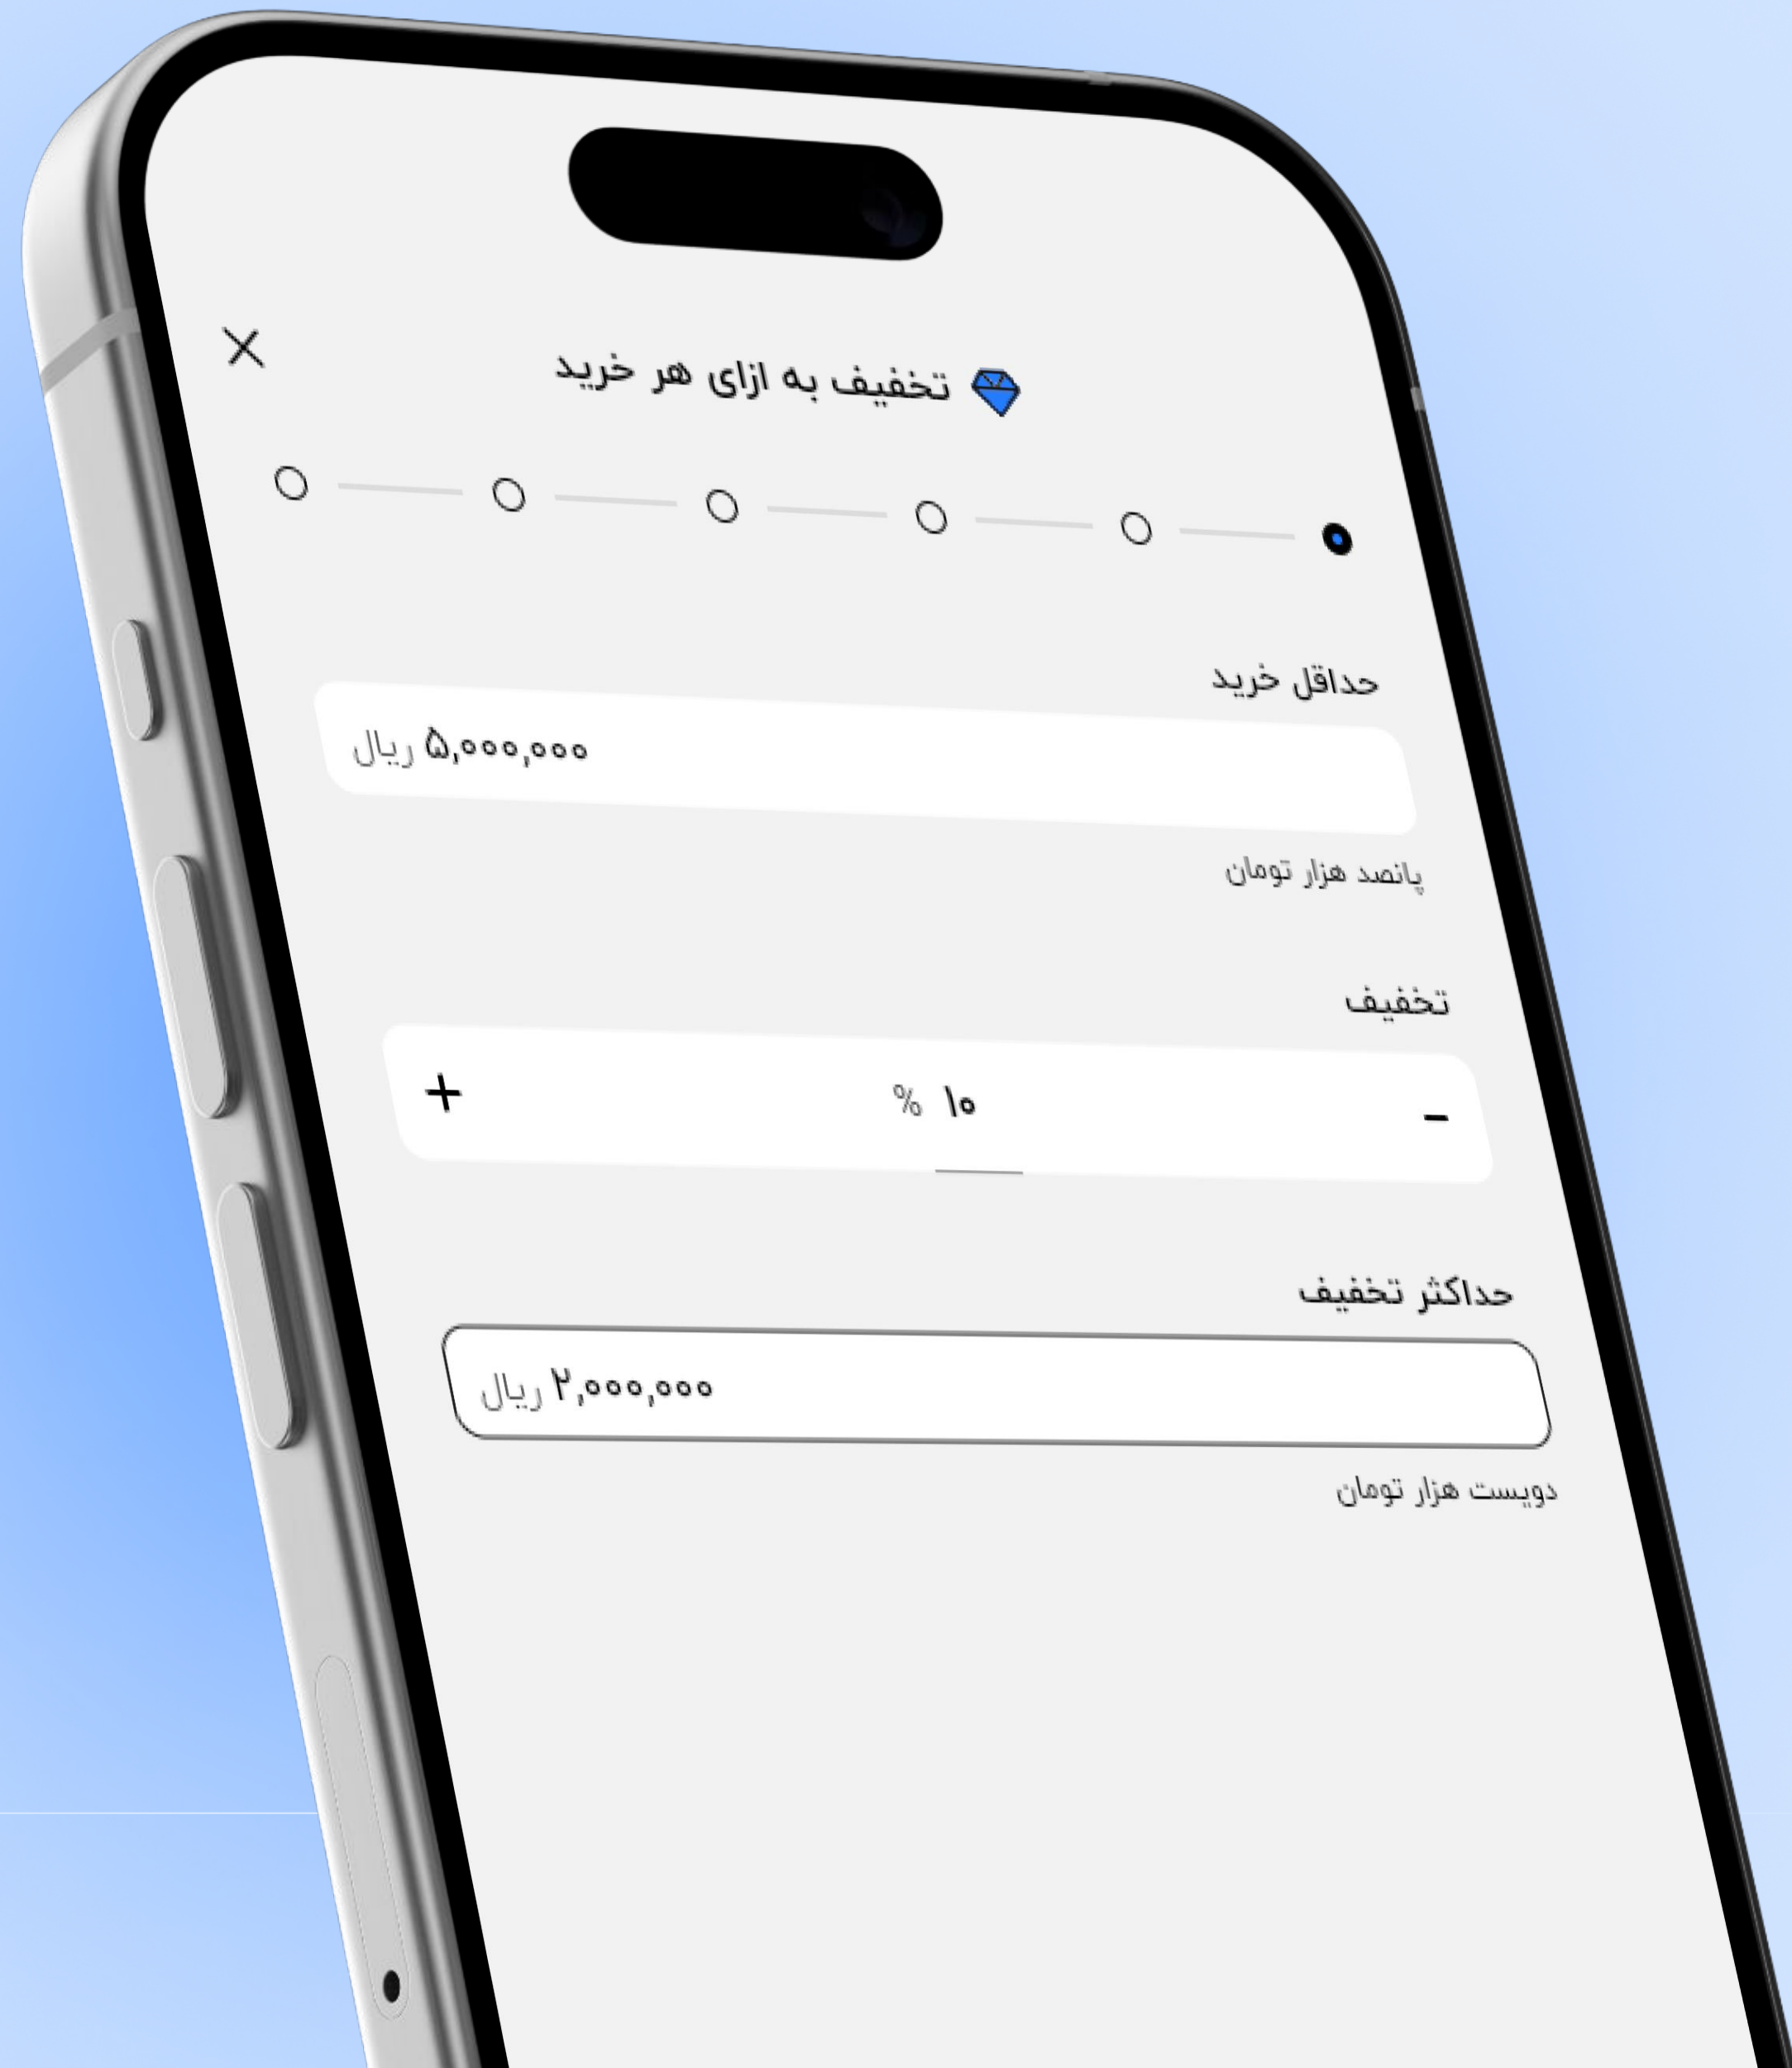 تخفیف به ازای هر خرید
حداقل خرید
۵,۰۰۰,۰۰۰ ریال
پانصد هزار تومان
تخفیف
- ۱۰ % +
حداکثر تخفیف
۲,۰۰۰,۰۰۰ ریال
دویست هزار تومان